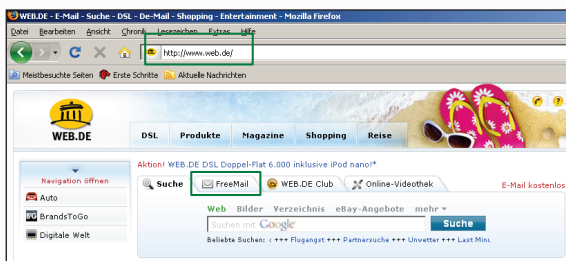 WEB.DE - E-Mail - Suche - DSL - De-Mail - Shopping - Entertainment - Mozilla Firefox
Datei Bearbeiten Ansicht Chronik Lesezeichen Extras Hilfe
http://www.web.de/
Meistbesuchte Seiten Erste Schritte Aktuelle Nachrichten
WEB.DE
DSL Produkte Magazine Shopping Reise
Aktion! WEB.DE DSL Doppel-Flat 6.000 inklusive iPod nano!*
Navigation öffnen
Suche FreeMail WEB.DE Club Online-Videothek E-Mail kostenlos
Auto
BrandsToGo
Digitale Welt
Web Bilder Verzeichnis eBay-Angebote mehr
Suchen mit Google Suche
Beliebte Suchen: ‹ +++ Flugangst +++ Partnersuche +++ Unwetter +++ Last Minu